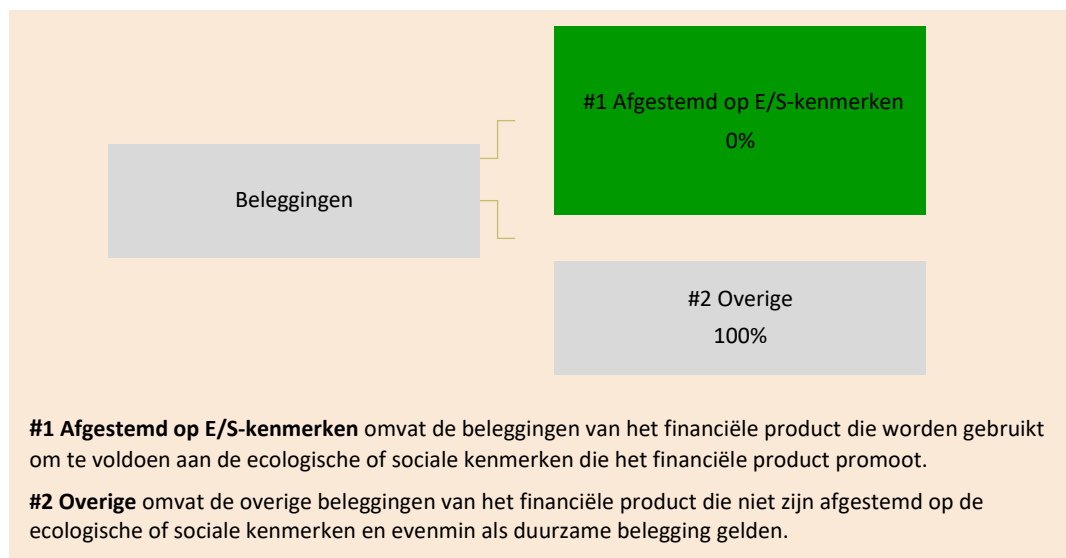 #1 Afgestemd op E/S-kenmerken
0%
Beleggingen
#2 Overige
100%
#1 Afgestemd op E/S-kenmerken omvat de beleggingen van het financiële product die worden gebruikt
om te voldoen aan de ecologische of sociale kenmerken die het financiële product promoot.
#2 Overige omvat de overige beleggingen van het financiële product die niet zijn afgestemd op de
ecologische of sociale kenmerken en evenmin als duurzame belegging gelden.